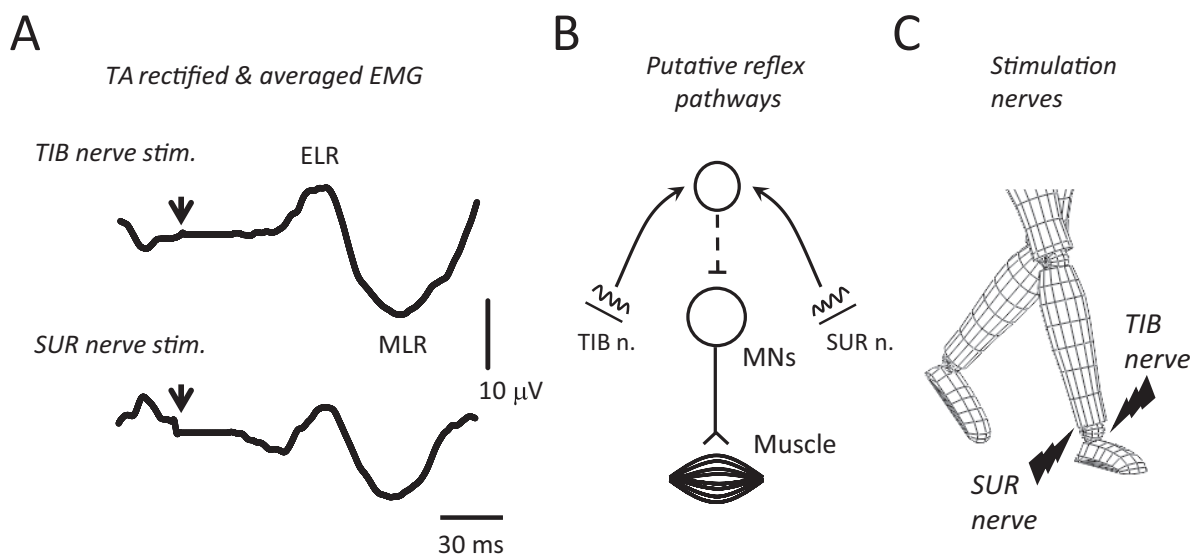 A
TA rectified & averaged EMG
TIB nerve stim.
ELR
SUR nerve stim.
MLR
10 μV
30 ms
B
Putative reflex
pathways
TIB n.
SUR n.
MNs
Muscle
C
Stimulation
nerves
TIB
nerve
SUR
nerve